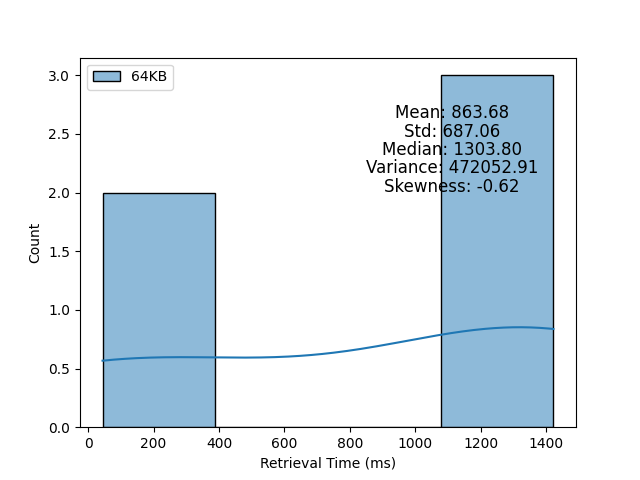 64KB
Mean: 863.68
Std: 687.06
Median: 1303.80
Variance: 472052.91
Skewness: -0.62
Count
3.0
2.5
2.0
1.5
1.0
0.5
0.0
0 200 400 600 800 1000 1200 1400
Retrieval Time (ms)